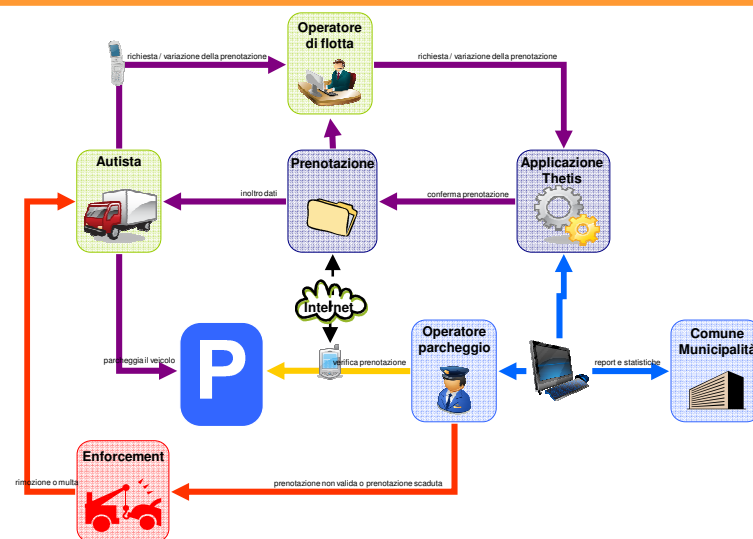 Operatore
di flotta
richiesta / variazione della prenotazione
richiesta / variazione della prenotazione
Autista
Prenotazione
Applicazione
Thetis
inoltro dati
conferma prenotazione
Internet
Operatore
parcheggio
Comune
Municipalità
parcheggia il veicolo
P
verifica prenotazione
report e statistiche
Enforcement
rimozione o multa
prenotazione non valida o prenotazione scaduta